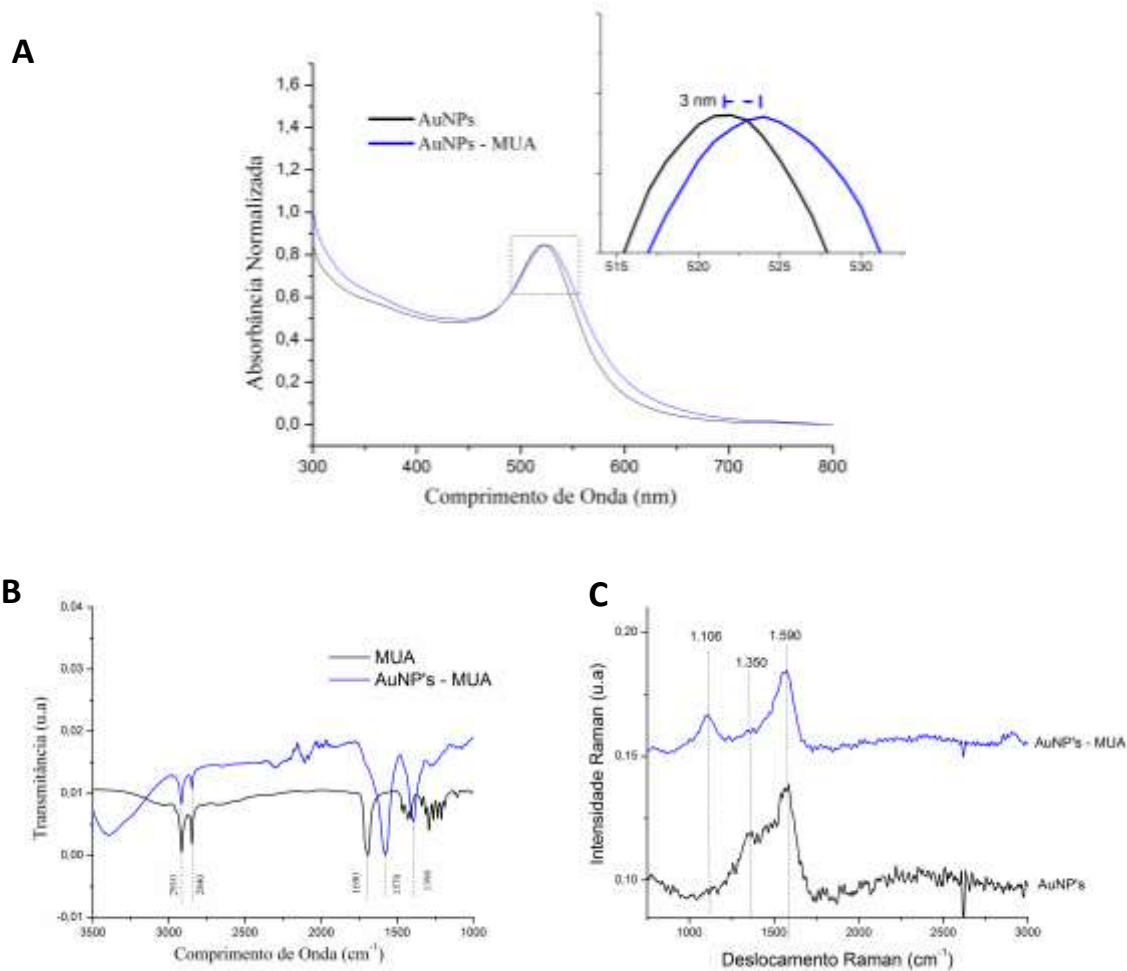 A
1,6
1,4
1,2
1,0
0,8
0,6
0,4
0,2
0,0
Absorbância Normalizada
AuNPs
AuNPs - MUA
300 400 500 600 700 800
Comprimento de Onda (nm)
3 nm
515 520 525 530
B
0,04
0,03
0,02
0,01
0,00
-0,01
Transmitância (u.a)
MUA
AuNP's - MUA
3500 3000 2500 2000 1500 1000
Comprimento de Onda (cm-1)
C
0,20
0,15
0,10
Intensidade Raman (u.a)
1.106
1.350
1.590
AuNP's - MUA
AuNP's
1000 1500 2000 2500 3000
Deslocamento Raman (cm-1)